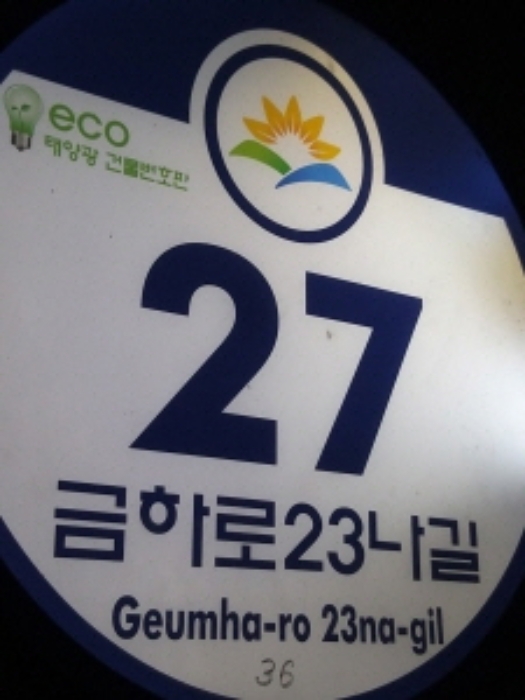 eco
태양광 건물번호판
27
금하로23나길
Geumha-ro 23na-gil
36